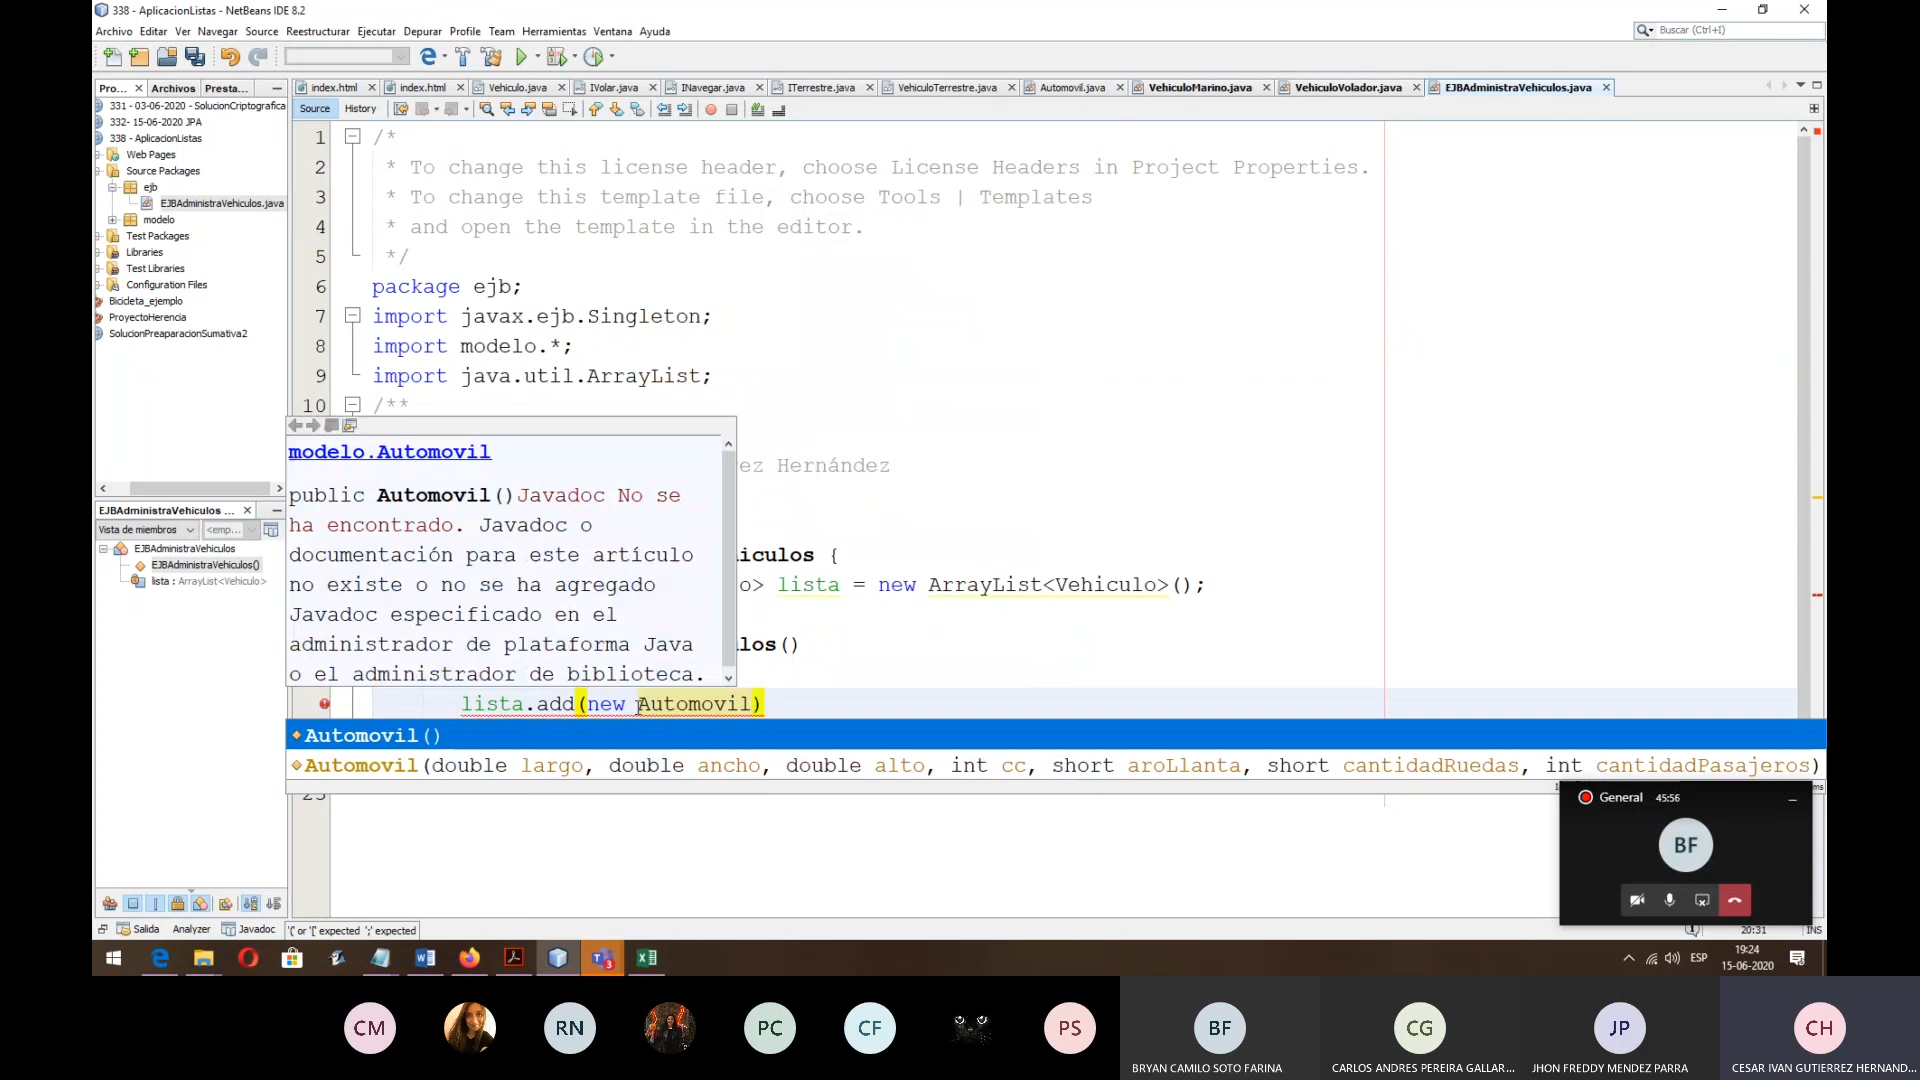 338 - AplicacionListas - NetBeans IDE 8.2
Archivo Editar Ver Navegar Source Reestructurar Ejecutar Depurar Profile Team Herramientas Ventana Ayuda
Buscar (Ctrl+I)
Pro... Archivos Presta...
index.html index.html Vehiculo.java IVolar.java INavegar.java ITerrestre.java VehiculoTerrestre.java Automovil.java VehiculoMarino.java VehiculoVolador.java EJBAdministraVehiculos.java
Source History
331 - 03-06-2020 - SolucionCriptografica
332- 15-06-2020 JPA
338 - AplicacionListas
Web Pages
Source Packages
ejb
EJBAdministraVehiculos.java
modelo
Test Packages
Libraries
Test Libraries
Configuration Files
Bicicleta_ejemplo
ProyectoHerencia
SolucionPreaparacionSumativa2
EJBAdministraVehiculos ...
Vista de miembros <emp...
EJBAdministraVehiculos
EJBAdministraVehiculos()
lista : ArrayList<Vehiculo>
1 /*
2 * To change this license header, choose License Headers in Project Properties.
3 * To change this template file, choose Tools | Templates
4 * and open the template in the editor.
5 */
6 package ejb;
7 import javax.ejb.Singleton;
8 import modelo.*;
9 import java.util.ArrayList;
10 /**
modelo.Automovil
public Automovil()Javadoc No se
ha encontrado. Javadoc o
documentación para este artículo
no existe o no se ha agregado
Javadoc especificado en el
administrador de plataforma Java
o el administrador de biblioteca.
ez Hernández
iculos {
o> lista = new ArrayList<Vehiculo>();
los()
lista.add(new Automovil)
Automovil()
Automovil(double largo, double ancho, double alto, int cc, short aroLlanta, short cantidadRuedas, int cantidadPasajeros)
General 45:56
BF
Salida Analyzer Javadoc '(' or '[' expected ';' expected
20:31 INS
ESP
19:24
15-06-2020
CM RN PC CF PS BF CG JP CH
BRYAN CAMILO SOTO FARINA CARLOS ANDRES PEREIRA GALLAR... JHON FREDDY MENDEZ PARRA CESAR IVAN GUTIERREZ HERNAND...